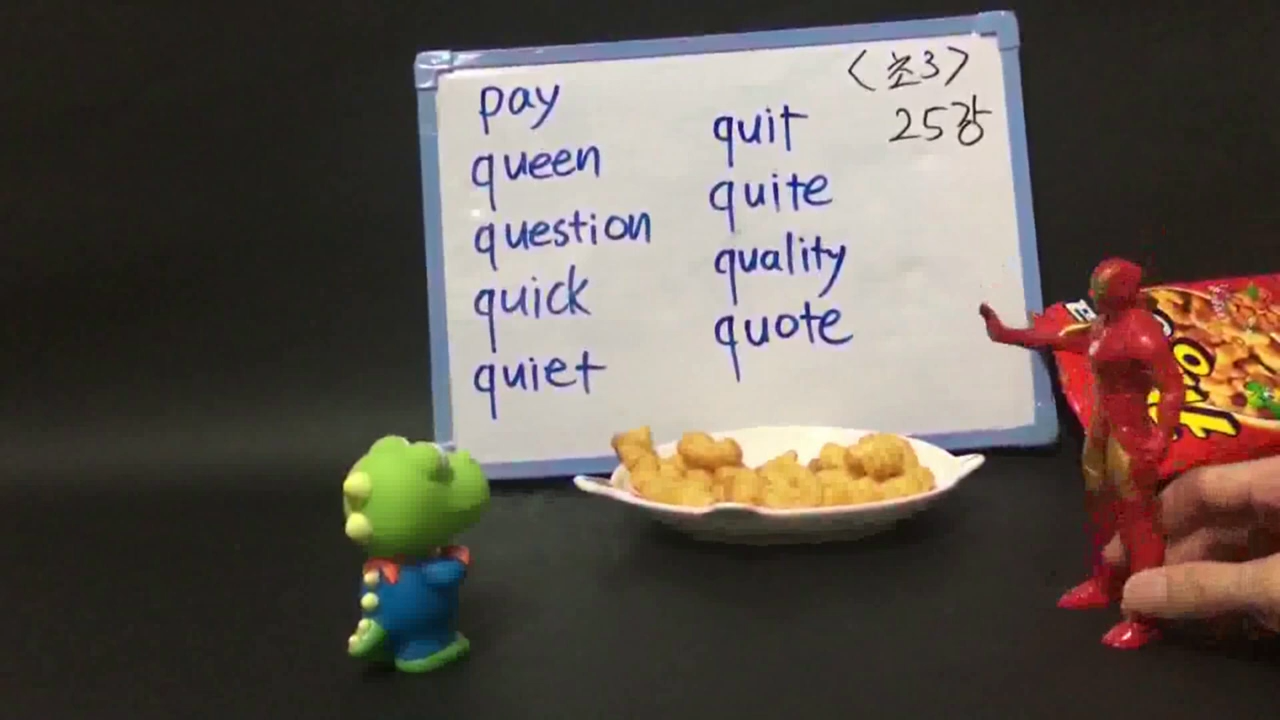 pay
queen
question
quick
quiet
quit
quite
quality
quote
<초3>
25강